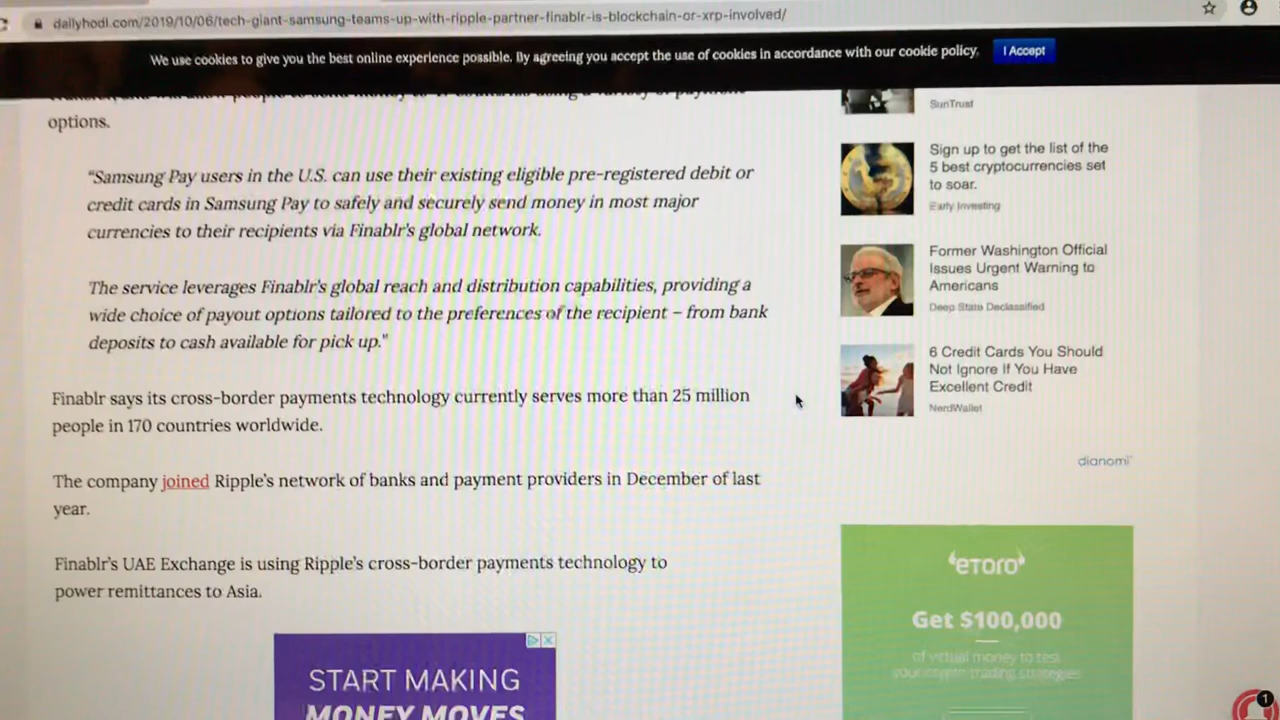 dailyhodl.com/2019/10/06/tech-giant-samsung-teams-up-with-ripple-partner-finablr-is-blockchain-or-xrp-involved/
We use cookies to give you the best online experience possible. By agreeing you accept the use of cookies in accordance with our cookie policy.
I Accept
options.
“Samsung Pay users in the U.S. can use their existing eligible pre-registered debit or
credit cards in Samsung Pay to safely and securely send money in most major
currencies to their recipients via Finablr's global network.
The service leverages Finablr's global reach and distribution capabilities, providing a
wide choice of payout options tailored to the preferences of the recipient – from bank
deposits to cash available for pick up."
Finablr says its cross-border payments technology currently serves more than 25 million
people in 170 countries worldwide.
The company joined Ripple's network of banks and payment providers in December of last
year.
Finablr's UAE Exchange is using Ripple's cross-border payments technology to
power remittances to Asia.
START MAKING
MONEY MOVES
SunTrust
Sign up to get the list of the
5 best cryptocurrencies set
to soar.
Early Investing
Former Washington Official
Issues Urgent Warning to
Americans
Deep State Declassified
6 Credit Cards You Should
Not Ignore If You Have
Excellent Credit
NerdWallet
dianomi
eToro
Get $100,000
of virtual money to test
your crypto trading strategies
1